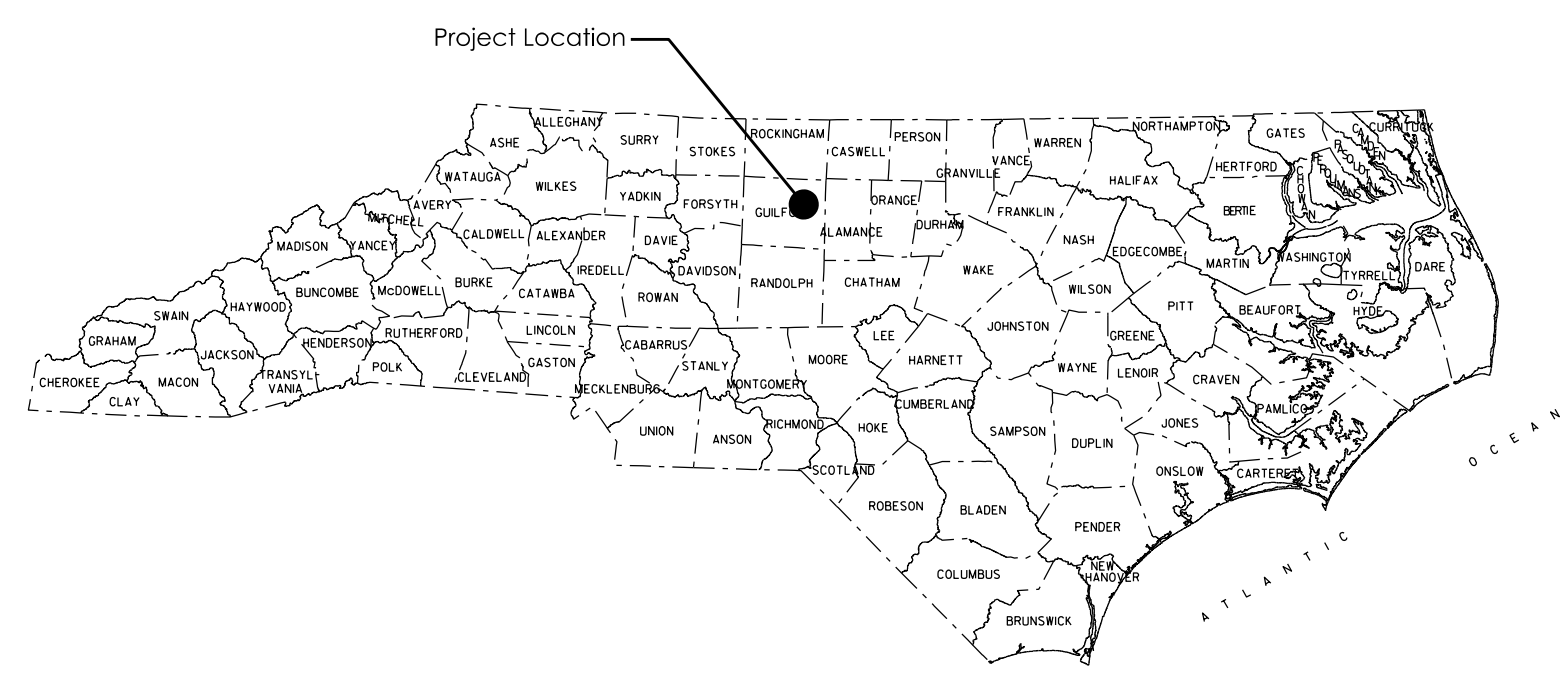 Project Location
ALLEGHANY
ASHE
SURRY
STOKES
ROCKINGHAM
CASWELL
PERSON
GRANVILLE
VANCE
WARREN
NORTHAMPTON
GATES
CAMDEN
CURRITUCK
PASQUOTANK
PERQUIMANS
CHOWAN
HERTFORD
HALIFAX
BERTIE
WATAUGA
WILKES
YADKIN
FORSYTH
GUILFO
ALAMANCE
ORANGE
DURHAM
FRANKLIN
NASH
EDGECOMBE
MARTIN
WASHINGTON
TYRRELL
DARE
AVERY
MITCHELL
YANCEY
MADISON
CALDWELL
ALEXANDER
DAVIE
IREDELL
DAVIDSON
RANDOLPH
CHATHAM
WAKE
WILSON
PITT
BEAUFORT
HYDE
BUNCOMBE
McDOWELL
BURKE
CATAWBA
ROWAN
HAYWOOD
SWAIN
GRAHAM
RUTHERFORD
LINCOLN
CABARRUS
STANLY
MOORE
LEE
HARNETT
JOHNSTON
GREENE
WAYNE
LENOIR
CRAVEN
PAMLICO
HENDERSON
JACKSON
TRANSYL-
VANIA
POLK
CLEVELAND
GASTON
MECKLENBURG
MONTGOMERY
CHEROKEE
CLAY
MACON
UNION
ANSON
RICHMOND
SCOTLAND
HOKE
CUMBERLAND
SAMPSON
DUPLIN
JONES
ONSLOW
CARTERET
ROBESON
BLADEN
PENDER
COLUMBUS
NEW
HANOVER
BRUNSWICK
ATLANTIC
OCEAN